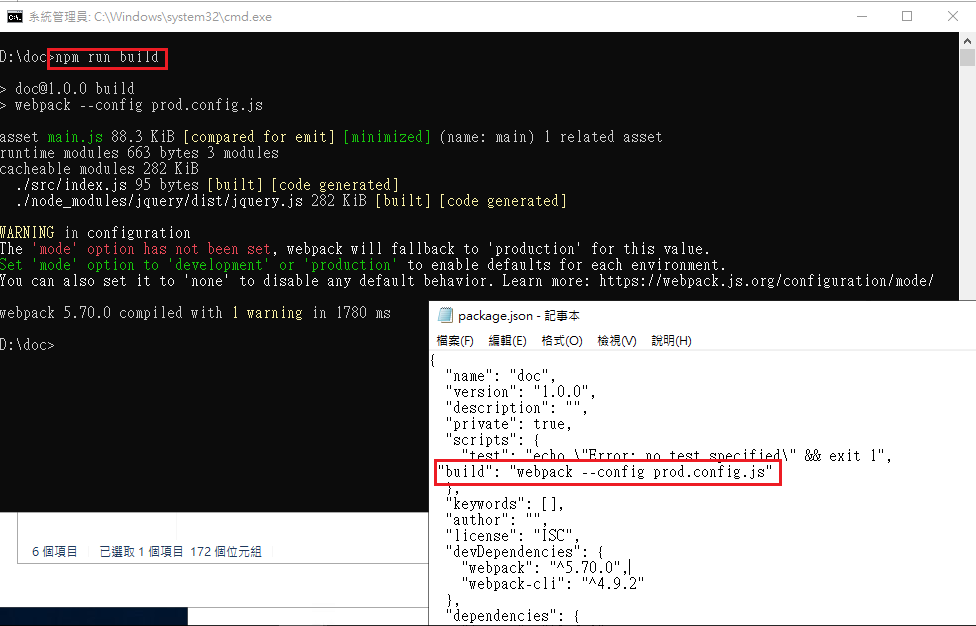 系統管理員: C:\Windows\system32\cmd.exe
D:\doc>npm run build
> doc@1.0.0 build
> webpack --config prod.config.js
asset main.js 88.3 KiB [compared for emit] [minimized] (name: main) 1 related asset
runtime modules 663 bytes 3 modules
cacheable modules 282 KiB
./src/index.js 95 bytes [built] [code generated]
./node_modules/jquery/dist/jquery.js 282 KiB [built] [code generated]
WARNING in configuration
The 'mode' option has not been set, webpack will fallback to 'production' for this value.
Set 'mode' option to 'development' or 'production' to enable defaults for each environment.
You can also set it to 'none' to disable any default behavior. Learn more: https://webpack.js.org/configuration/mode/
webpack 5.70.0 compiled with 1 warning in 1780 ms
D:\doc>
package.json - 記事本
檔案(F) 編輯(E) 格式(O) 檢視(V) 說明(H)
{
"name": "doc",
"version": "1.0.0",
"description": "",
"private": true,
"scripts": {
"test": "echo \"Error: no test specified\" && exit 1",
"build": "webpack --config prod.config.js"
},
"keywords": [],
"author": "",
"license": "ISC",
"devDependencies": {
"webpack": "^5.70.0",
"webpack-cli": "^4.9.2"
},
"dependencies": {
6 個項目 已選取 1 個項目 172 個位元組